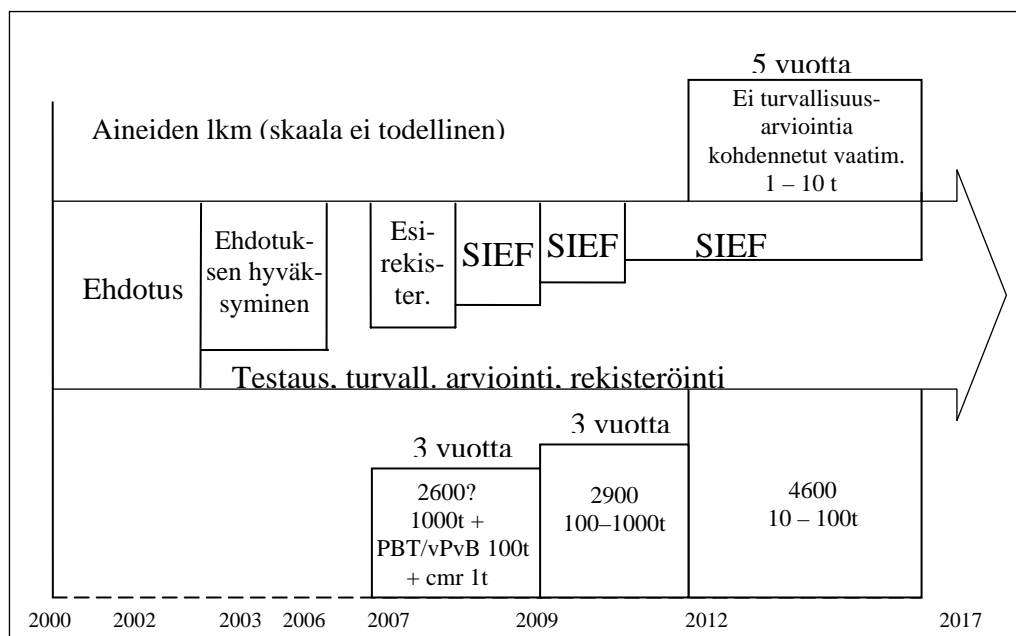 5 vuotta
Ei turvallisuus-
arviointia
kohdennetut vaatim.
1 – 10 t
Aineiden lkm (skaala ei todellinen)
Ehdotus
Ehdotuk-
sen hyväk-
syminen
Esi-
rekis-
ter.
SIEF
SIEF
SIEF
Testaus, turvall. arviointi, rekisteröinti
3 vuotta
2600?
1000t +
PBT/vPvB 100t
+ cmr 1t
3 vuotta
2900
100–1000t
4600
10 – 100t
2000 2002 2003 2006 2007 2009 2012 2017